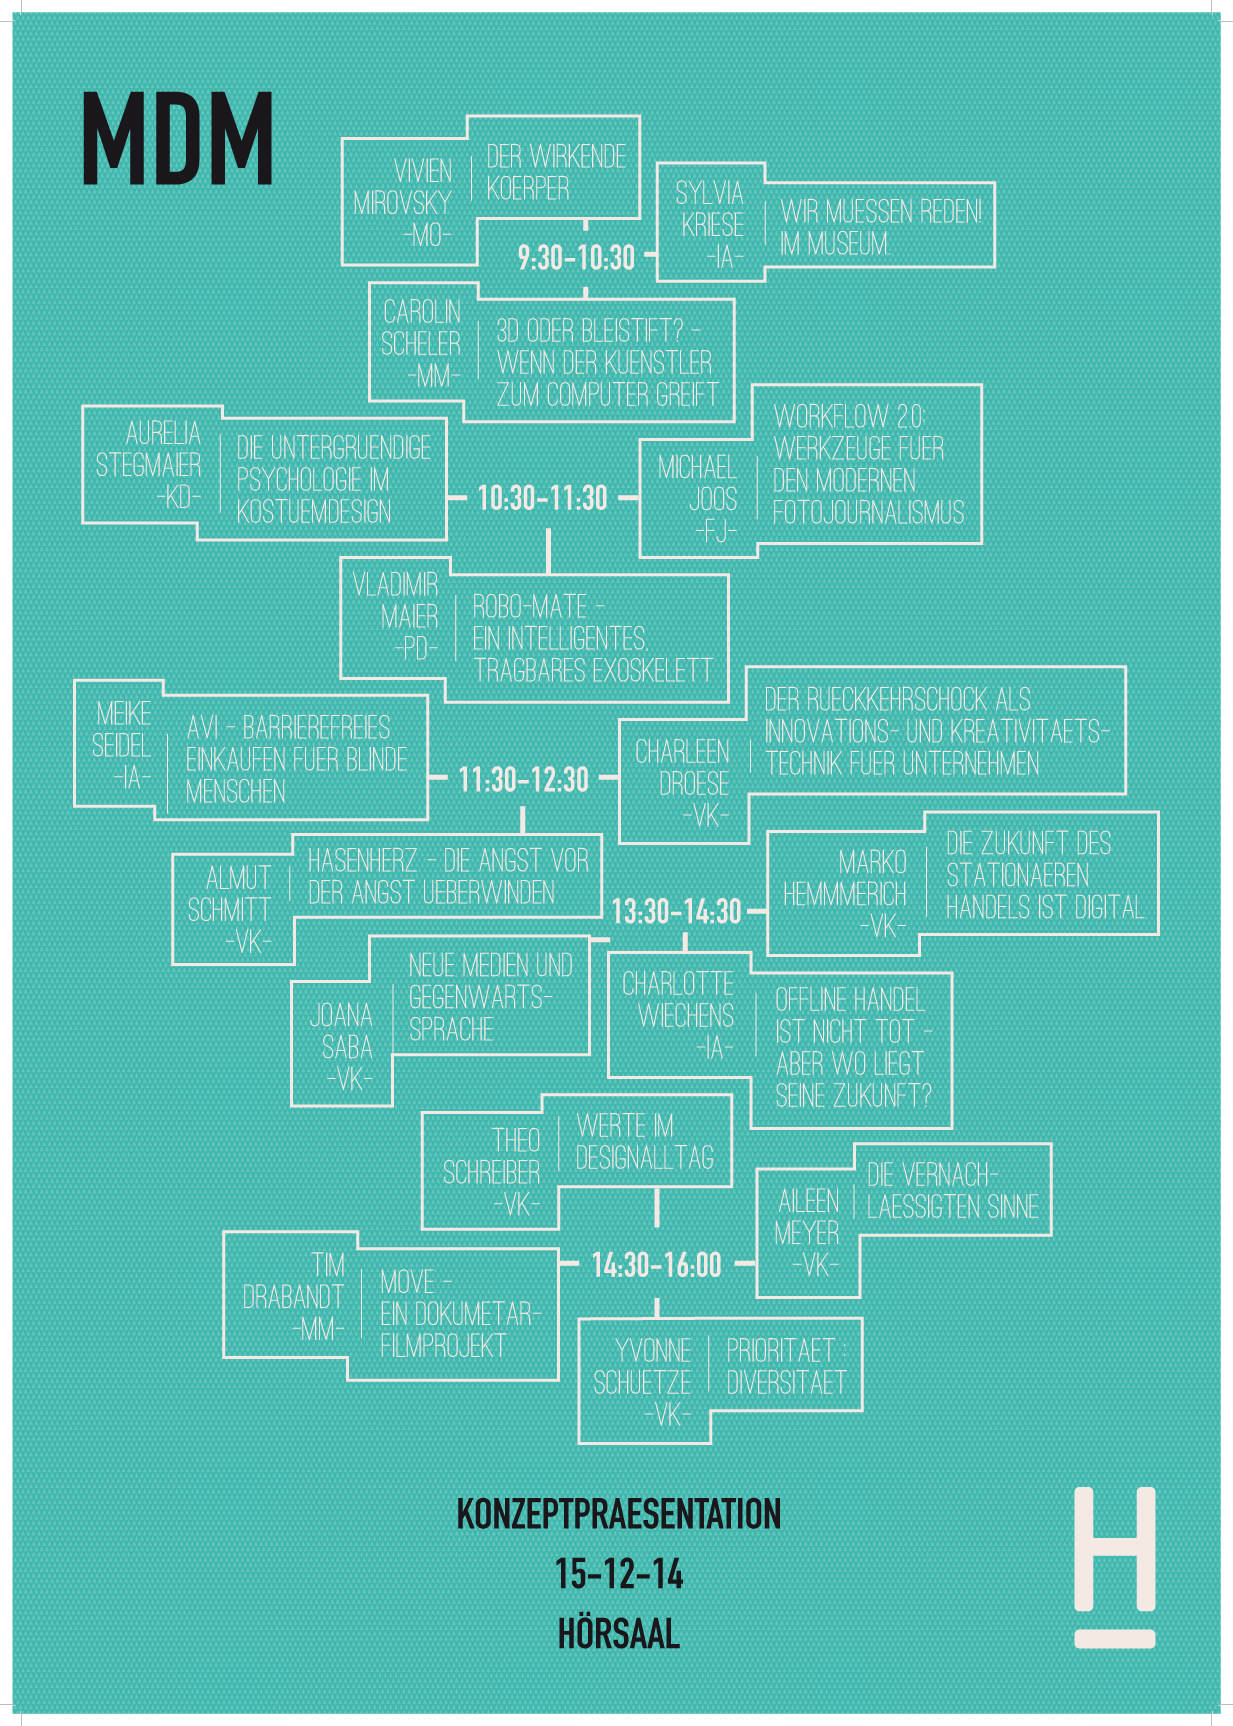 MDM
VIVIEN
MIROVSKY
-MO-
DER WIRKENDE
KOERPER
SYLVIA
KRIESE
-IA-
WIR MUESSEN REDEN!
IM MUSEUM.
9:30-10:30
CAROLIN
SCHELER
-MM-
3D ODER BLEISTIFT? -
WENN DER KUENSTLER
ZUM COMPUTER GREIFT
AURELIA
STEGMAIER
-KD-
DIE UNTERGRUENDIGE
PSYCHOLOGIE IM
KOSTUEMDESIGN
10:30-11:30
MICHAEL
JOOS
-FJ-
WORKFLOW 2.0:
WERKZEUGE FUER
DEN MODERNEN
FOTOJOURNALISMUS
VLADIMIR
MAIER
-PD-
ROBO-MATE -
EIN INTELLIGENTES,
TRAGBARES EXOSKELETT
MEIKE
SEIDEL
-IA-
AVI - BARRIEREFREIES
EINKAUFEN FUER BLINDE
MENSCHEN
11:30-12:30
CHARLEEN
DROESE
-VK-
DER RUECKKEHRSCHOCK ALS
INNOVATIONS- UND KREATIVITAETS-
TECHNIK FUER UNTERNEHMEN
ALMUT
SCHMITT
-VK-
HASENHERZ - DIE ANGST VOR
DER ANGST UEBERWINDEN
13:30-14:30
MARKO
HEMMMERICH
-VK-
DIE ZUKUNFT DES
STATIONAEREN
HANDELS IST DIGITAL
JOANA
SABA
-VK-
NEUE MEDIEN UND
GEGENWARTS-
SPRACHE
CHARLOTTE
WIECHENS
-IA-
OFFLINE HANDEL
IST NICHT TOT -
ABER WO LIEGT
SEINE ZUKUNFT?
THEO
SCHREIBER
-VK-
WERTE IM
DESIGNALLTAG
AILEEN
MEYER
-VK-
DIE VERNACH-
LAESSIGTEN SINNE
14:30-16:00
TIM
DRABANDT
-MM-
MOVE -
EIN DOKUMETAR-
FILMPROJEKT
YVONNE
SCHUETZE
-VK-
PRIORITAET :
DIVERSITAET
KONZEPTPRAESENTATION
15-12-14
HÖRSAAL
H